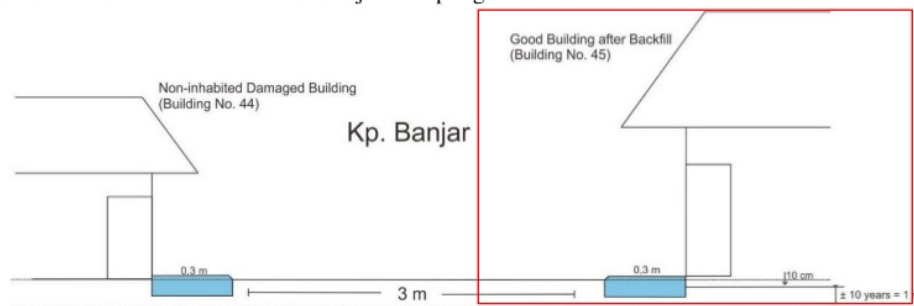 Non-inhabited Damaged Building
(Building No. 44)
Kp. Banjar
Good Building after Backfill
(Building No. 45)
0.3 m
3 m
0,3 m
10 cm
± 10 years = 1